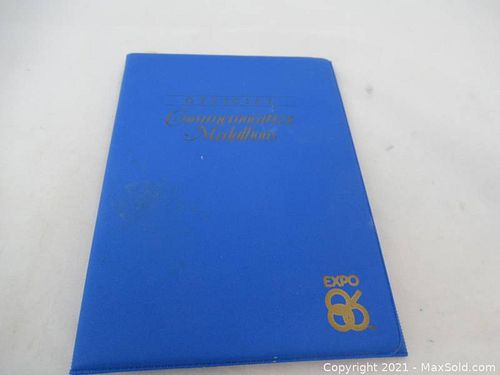 OFFICIAL
Commemorative
Medallions
EXPO
86
Copyright © 2021 - MaxSold.com